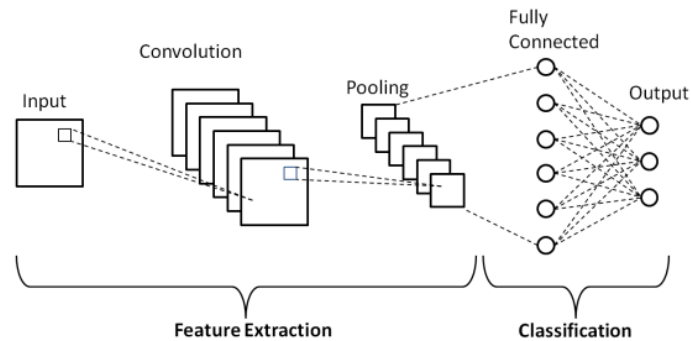 Fully
Connected
Convolution
Pooling
Input
Output
Feature Extraction
Classification